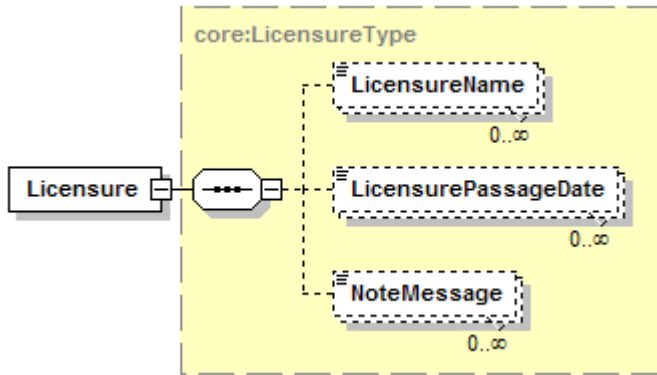 core:LicensureType
LicensureName
0..∞
Licensure
LicensurePassageDate
0..∞
NoteMessage
0..∞